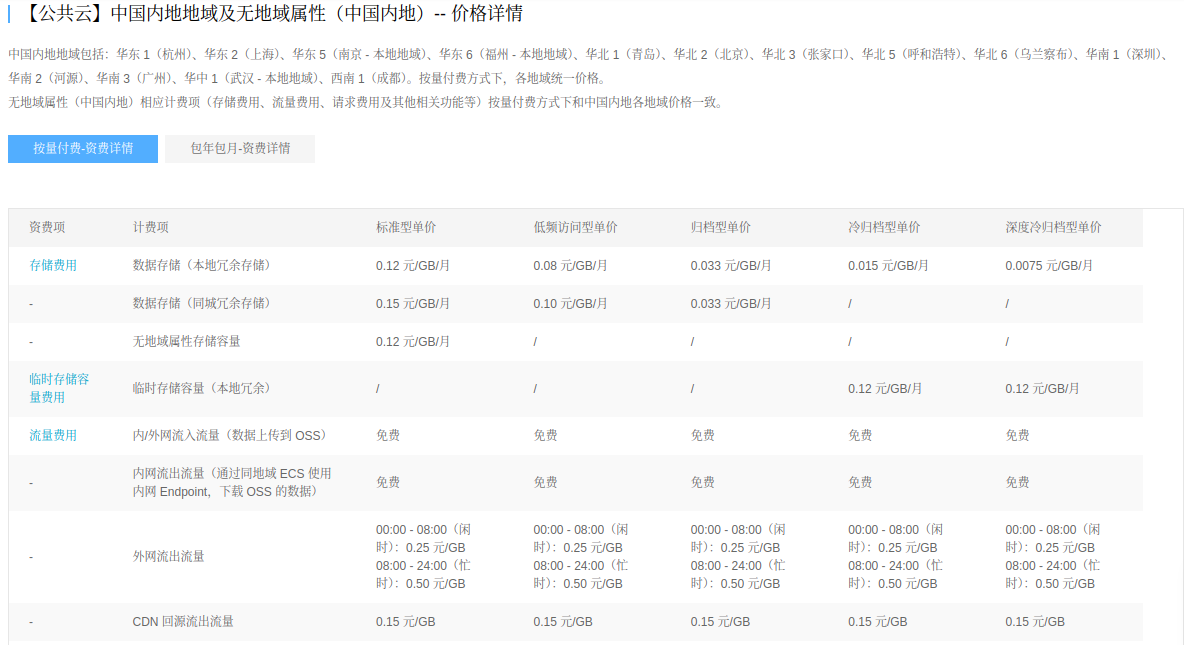 【公共云】中国内地地域及无地域属性（中国内地）-- 价格详情
中国内地地域包括：华东 1（杭州）、华东 2（上海）、华东 5（南京 - 本地地域）、华东 6（福州 - 本地地域）、华北 1（青岛）、华北 2（北京）、华北 3（张家口）、华北 5（呼和浩特）、华北 6（乌兰察布）、华南 1（深圳）、
华南 2（河源）、华南 3（广州）、华中 1（武汉 - 本地地域）、西南 1（成都）。按量付费方式下，各地域统一价格。
无地域属性（中国内地）相应计费项（存储费用、流量费用、请求费用及其他相关功能等）按量付费方式下和中国内地各地域价格一致。
按量付费-资费详情 包年包月-资费详情
资费项 计费项 标准型单价 低频访问型单价 归档型单价 冷归档型单价 深度冷归档型单价
存储费用 数据存储（本地冗余存储） 0.12 元/GB/月 0.08 元/GB/月 0.033 元/GB/月 0.015 元/GB/月 0.0075 元/GB/月
- 数据存储（同城冗余存储） 0.15 元/GB/月 0.10 元/GB/月 0.033 元/GB/月 / /
- 无地域属性存储容量 0.12 元/GB/月 / / / /
临时存储容
量费用 临时存储容量（本地冗余） / / / 0.12 元/GB/月 0.12 元/GB/月
流量费用 内/外网流入流量（数据上传到 OSS） 免费 免费 免费 免费 免费
- 内网流出流量（通过同地域 ECS 使用
内网 Endpoint，下载 OSS 的数据） 免费 免费 免费 免费 免费
- 外网流出流量 00:00 - 08:00（闲 00:00 - 08:00（闲 00:00 - 08:00（闲 00:00 - 08:00（闲 00:00 - 08:00（闲
时）：0.25 元/GB 时）：0.25 元/GB 时）：0.25 元/GB 时）：0.25 元/GB 时）：0.25 元/GB
08:00 - 24:00（忙 08:00 - 24:00（忙 08:00 - 24:00（忙 08:00 - 24:00（忙 08:00 - 24:00（忙
时）：0.50 元/GB 时）：0.50 元/GB 时）：0.50 元/GB 时）：0.50 元/GB 时）：0.50 元/GB
- CDN 回源流出流量 0.15 元/GB 0.15 元/GB 0.15 元/GB 0.15 元/GB 0.15 元/GB